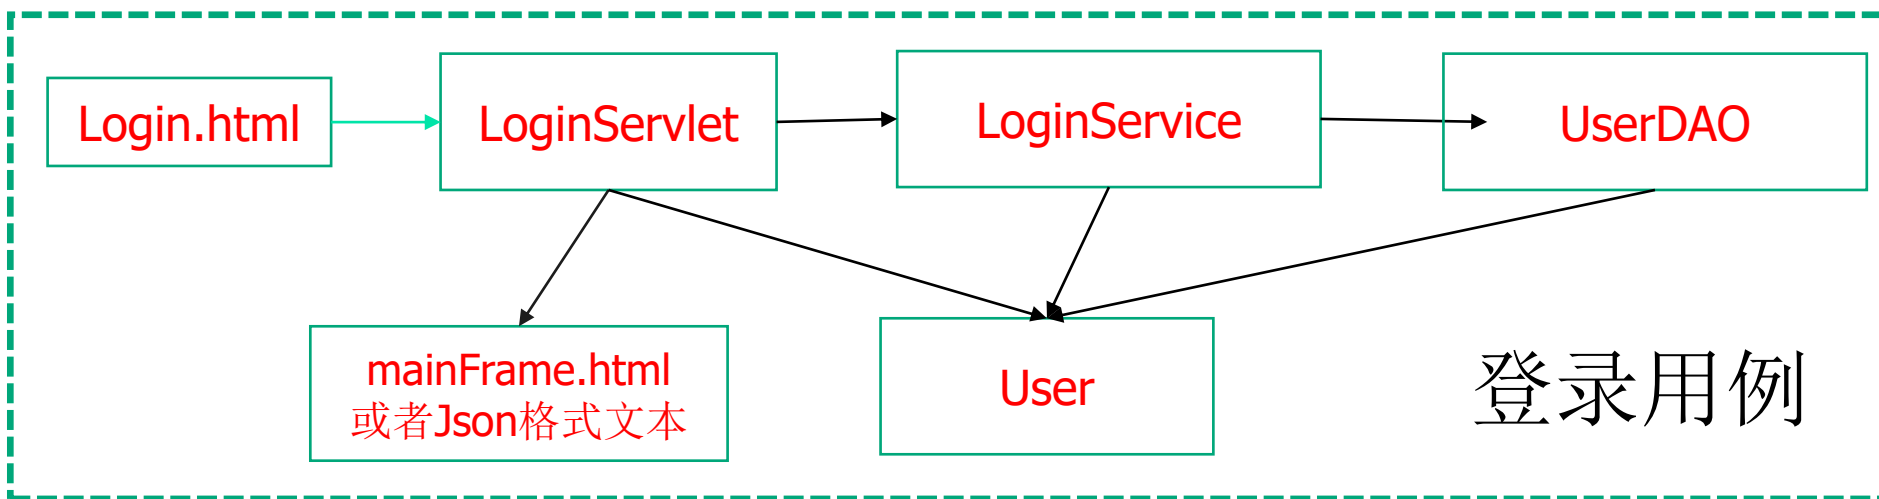 Login.html
LoginServlet
LoginService
UserDAO
mainFrame.html
或者Json格式文本
User
登录用例